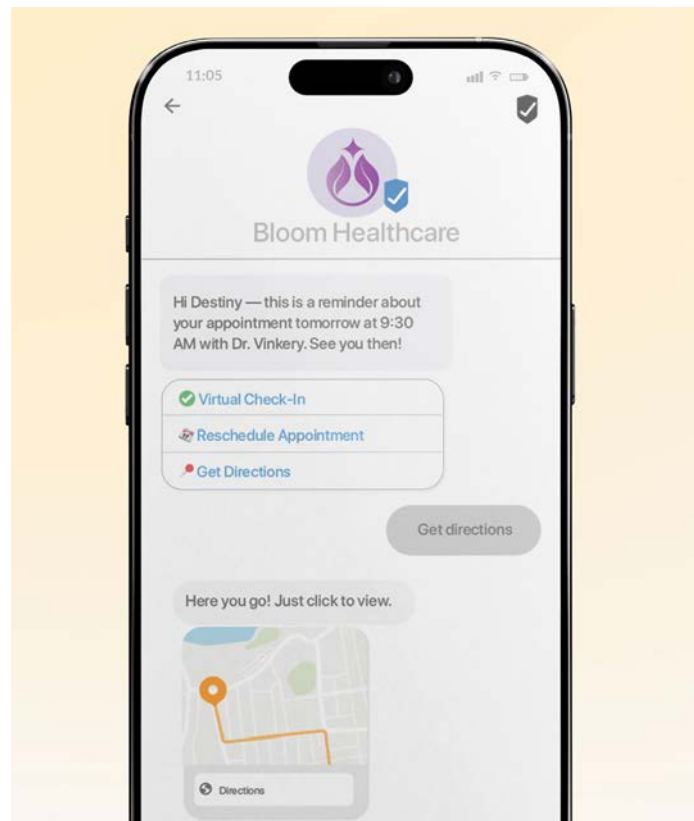 11:05
Bloom Healthcare
Hi Destiny — this is a reminder about
your appointment tomorrow at 9:30
AM with Dr. Vinkery. See you then!
Virtual Check-In
Reschedule Appointment
Get Directions
Get directions
Here you go! Just click to view.
Directions